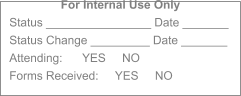 For Internal Use Only
Status ________________ Date _______
Status Change _________ Date _______
Attending: YES NO
Forms Received: YES NO